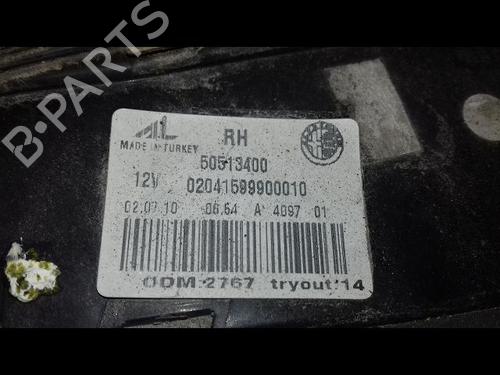 B-PARTS
AL
RH
MADE IN TURKEY
50513400
12V 02041599900010
02.07.10 06.54 A 4097 01
ODM-2767 tryout'14